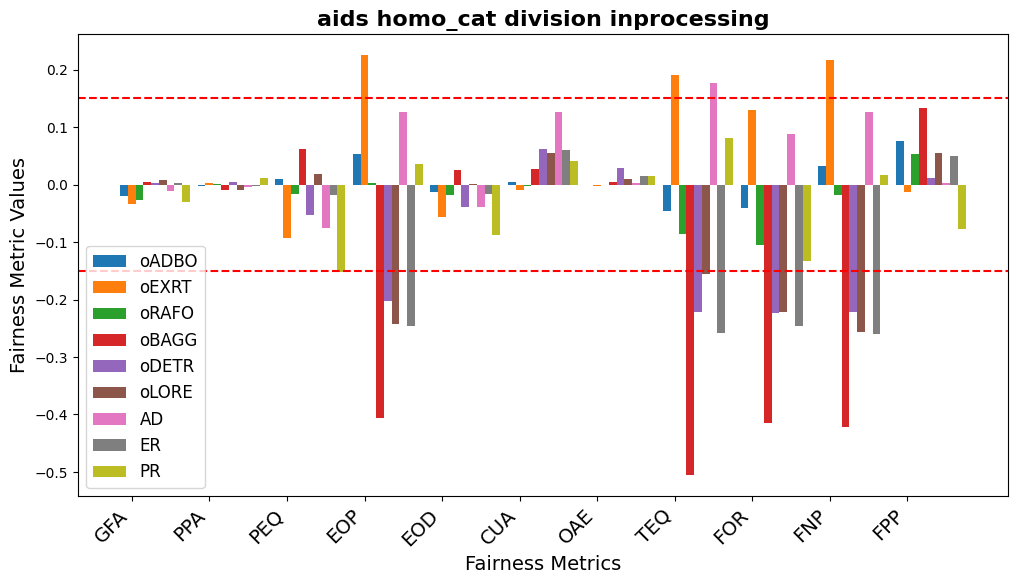 aids homo_cat division inprocessing
Fairness Metric Values
0.2
0.1
0.0
−0.1
−0.2
−0.3
−0.4
−0.5
oADBO
oEXRT
oRAFO
oBAGG
oDETR
oLORE
AD
ER
PR
GFA
PPA
PEQ
EOP
EOD
CUA
OAE
TEQ
FOR
FNP
FPP
Fairness Metrics